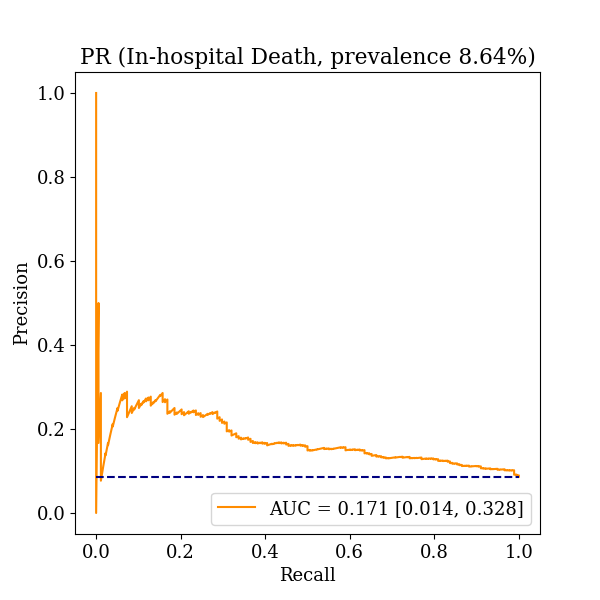 PR (In-hospital Death, prevalence 8.64%)
Precision
1.0
0.8
0.6
0.4
0.2
0.0
0.0 0.2 0.4 0.6 0.8 1.0
Recall
AUC = 0.171 [0.014, 0.328]